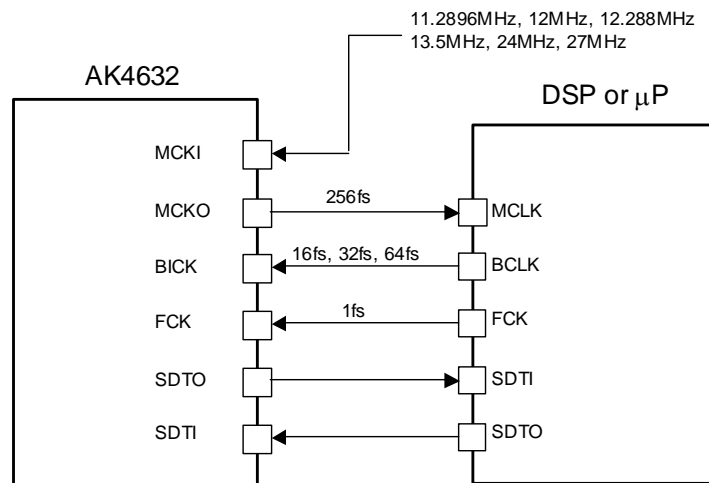 11.2896MHz, 12MHz, 12.288MHz
13.5MHz, 24MHz, 27MHz
AK4632
DSP or μP
MCKI
MCKO
256fs
MCLK
BICK
16fs, 32fs, 64fs
BCLK
FCK
1fs
FCK
SDTO
SDTI
SDTI
SDTO